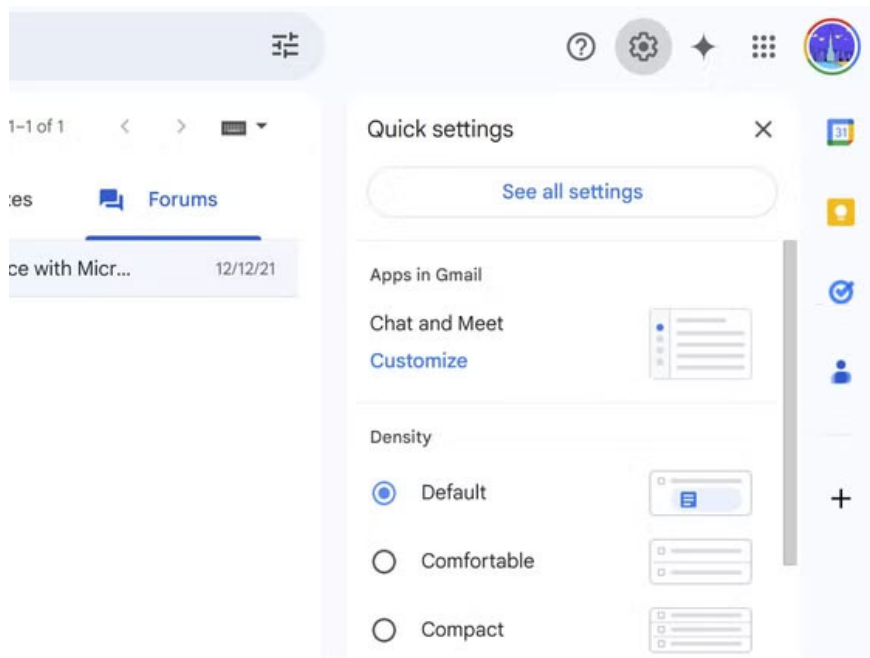 1–1 of 1
Quick settings
See all settings
31
es
Forums
ce with Micr...
12/12/21
Apps in Gmail
Chat and Meet
Customize
Density
Default
Comfortable
Compact